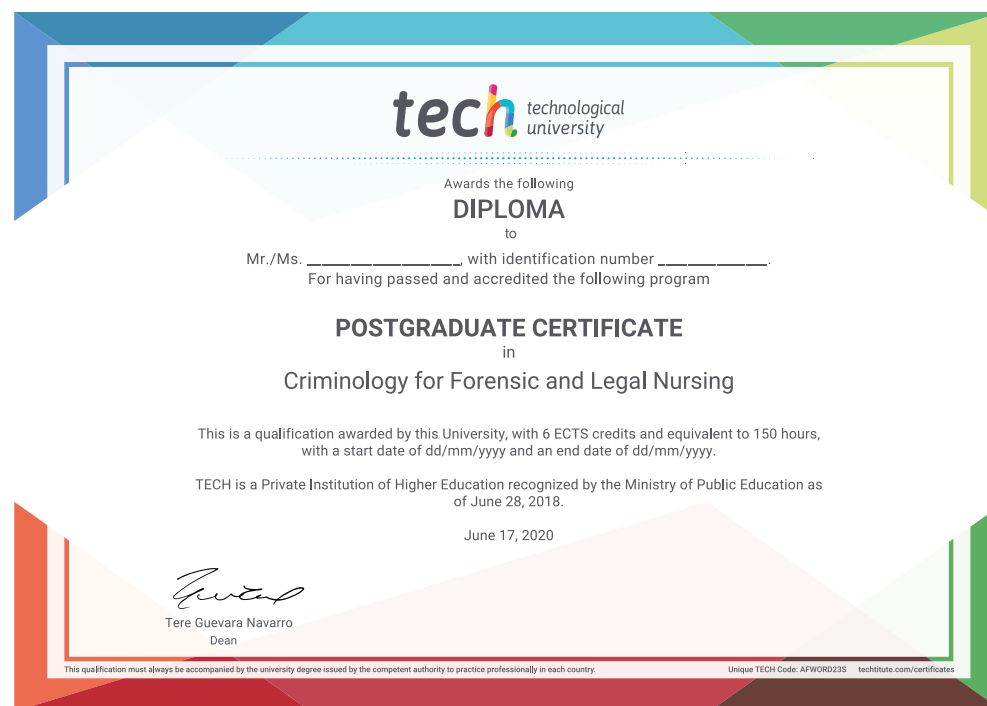 tech technological
university
Awards the following
DIPLOMA
to
Mr./Ms. ____________________, with identification number ______________.
For having passed and accredited the following program
POSTGRADUATE CERTIFICATE
in
Criminology for Forensic and Legal Nursing
This is a qualification awarded by this University, with 6 ECTS credits and equivalent to 150 hours,
with a start date of dd/mm/yyyy and an end date of dd/mm/yyyy.
TECH is a Private Institution of Higher Education recognized by the Ministry of Public Education as
of June 28, 2018.
June 17, 2020
Tere Guevara Navarro
Dean
This qualification must always be accompanied by the university degree issued by the competent authority to practice professionally in each country. Unique TECH Code: AFWORD23S techtitute.com/certificates